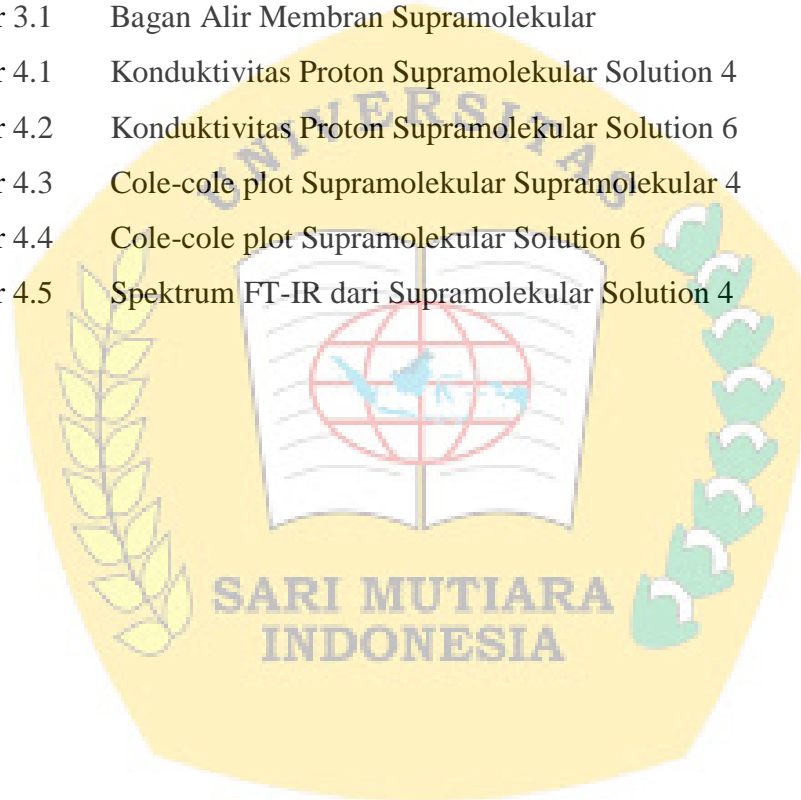 r 3.1 Bagan Alir Membran Supramolekular
r 4.1 Konduktivitas Proton Supramolekular Solution 4
r 4.2 Konduktivitas Proton Supramolekular Solution 6
r 4.3 Cole-cole plot Supramolekular Supramolekular 4
r 4.4 Cole-cole plot Supramolekular Solution 6
r 4.5 Spektrum FT-IR dari Supramolekular Solution 4
UNIVERSITAS
SARI MUTIARA
INDONESIA